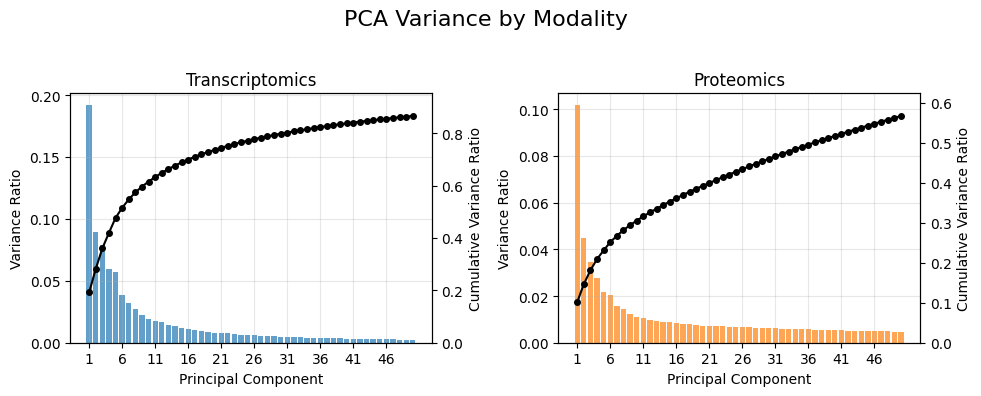 PCA Variance by Modality
Transcriptomics
Variance Ratio
0.20
0.15
0.10
0.05
0.00
1 6 11 16 21 26 31 36 41 46
Principal Component
0.8
0.6
0.4
0.2
0.0
Cumulative Variance Ratio
Proteomics
Variance Ratio
0.10
0.08
0.06
0.04
0.02
0.00
1 6 11 16 21 26 31 36 41 46
Principal Component
0.6
0.5
0.4
0.3
0.2
0.1
0.0
Cumulative Variance Ratio